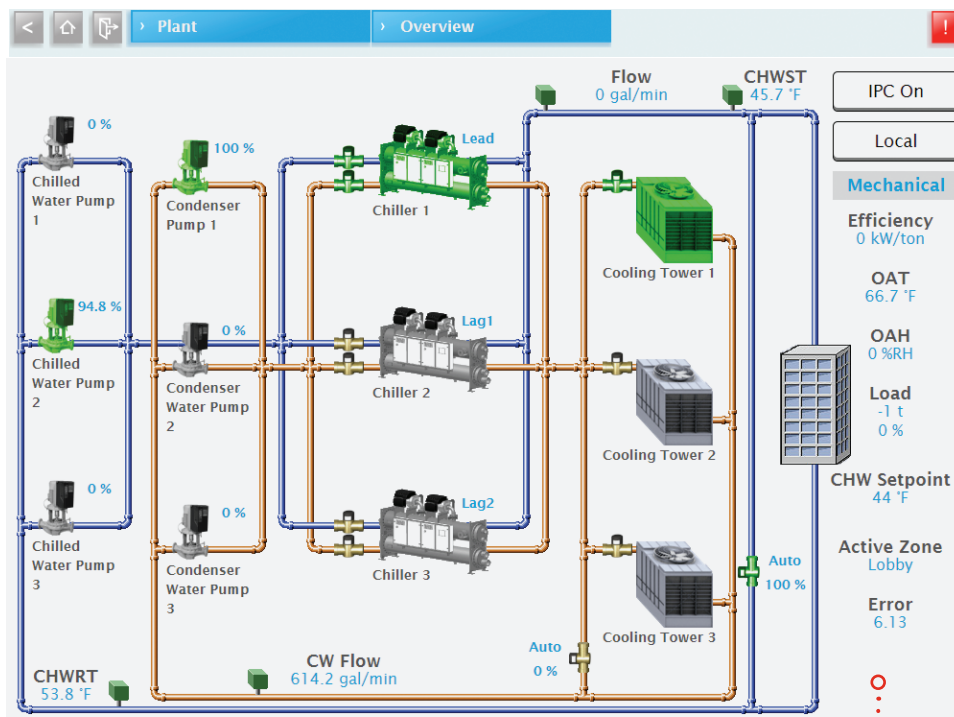 <
› Plant
› Overview
!
Flow
0 gal/min
CHWST
45.7 °F
IPC On
Local
Mechanical
Efficiency
0 kW/ton
OAT
66.7 °F
OAH
0 %RH
Load
-1 t
0 %
CHW Setpoint
44 °F
Active Zone
Lobby
Error
6.13
0 %
Chilled
Water Pump
1
100 %
Condenser
Pump 1
Lead
Chiller 1
Cooling Tower 1
94.8 %
Chilled
Water Pump
2
0 %
Condenser
Water Pump
2
Lag1
Chiller 2
Cooling Tower 2
0 %
Chilled
Water Pump
3
0 %
Condenser
Water Pump
3
Lag2
Chiller 3
Cooling Tower 3
Auto
100 %
Auto
0 %
CHWRT
53.8 °F
CW Flow
614.2 gal/min